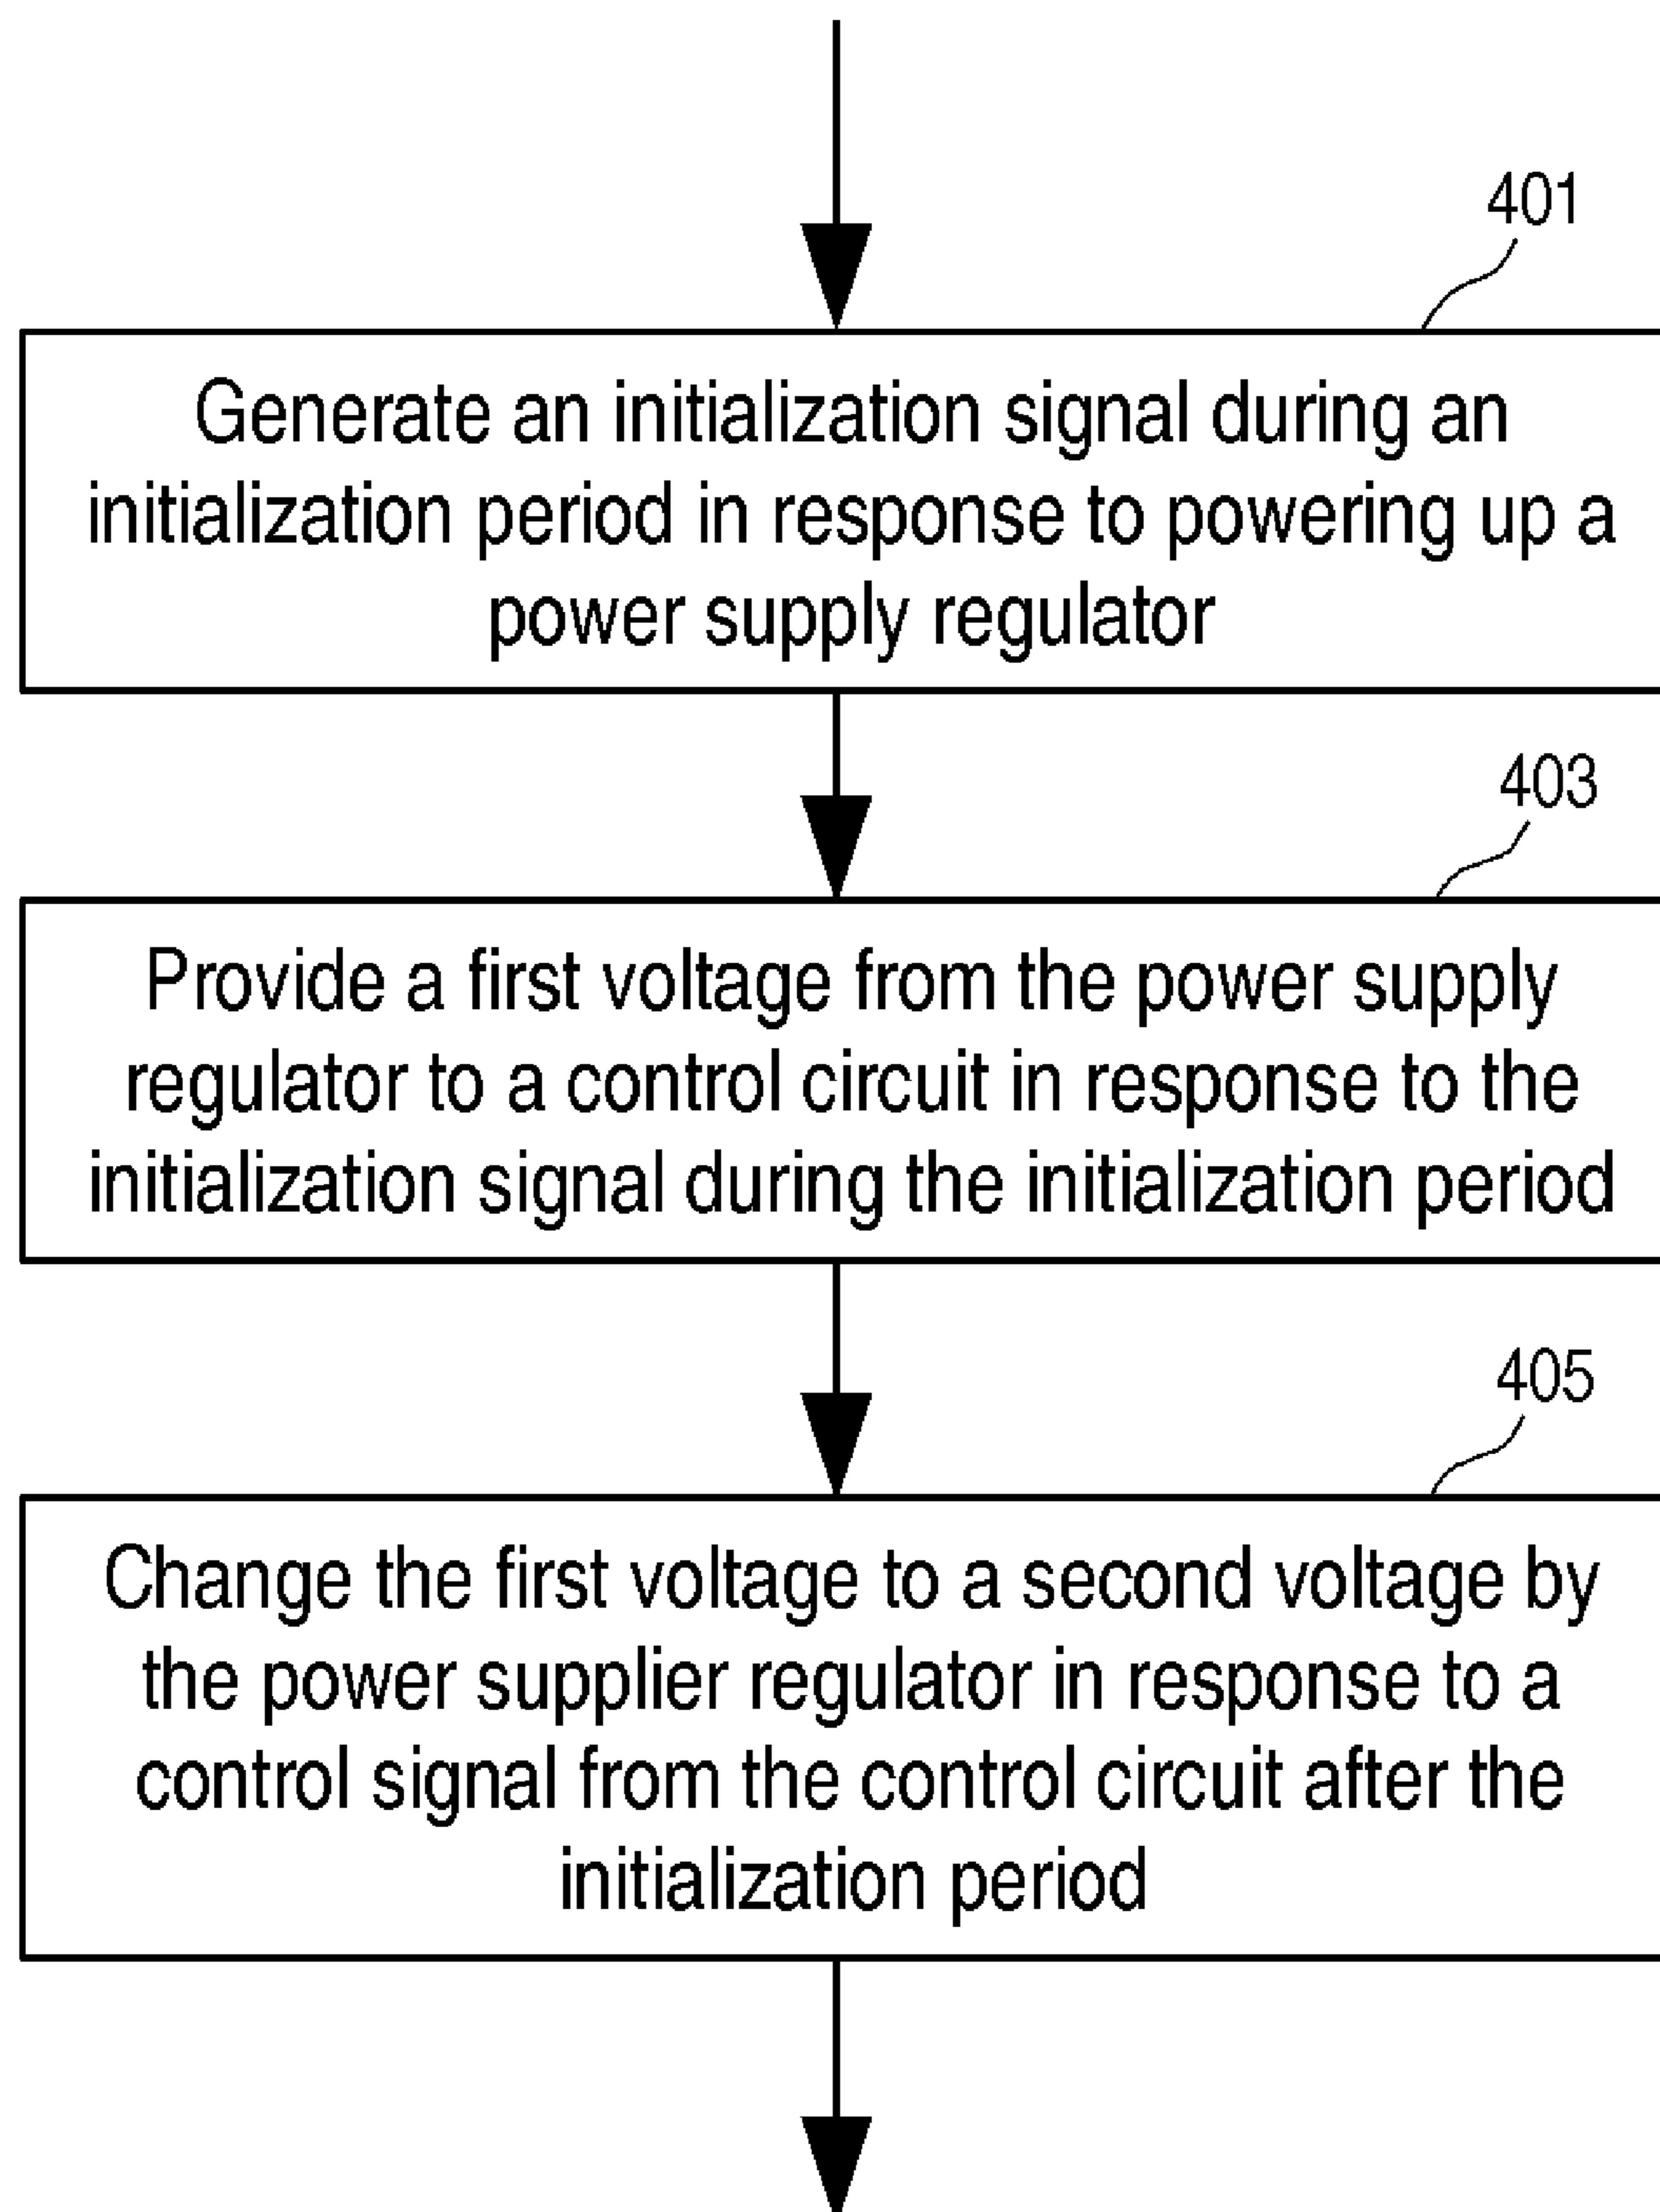 401
Generate an initialization signal during an
initialization period in response to powering up a
power supply regulator
403
Provide a first voltage from the power supply
regulator to a control circuit in response to the
initialization signal during the initialization period
405
Change the first voltage to a second voltage by
the power supplier regulator in response to a
control signal from the control circuit after the
initialization period